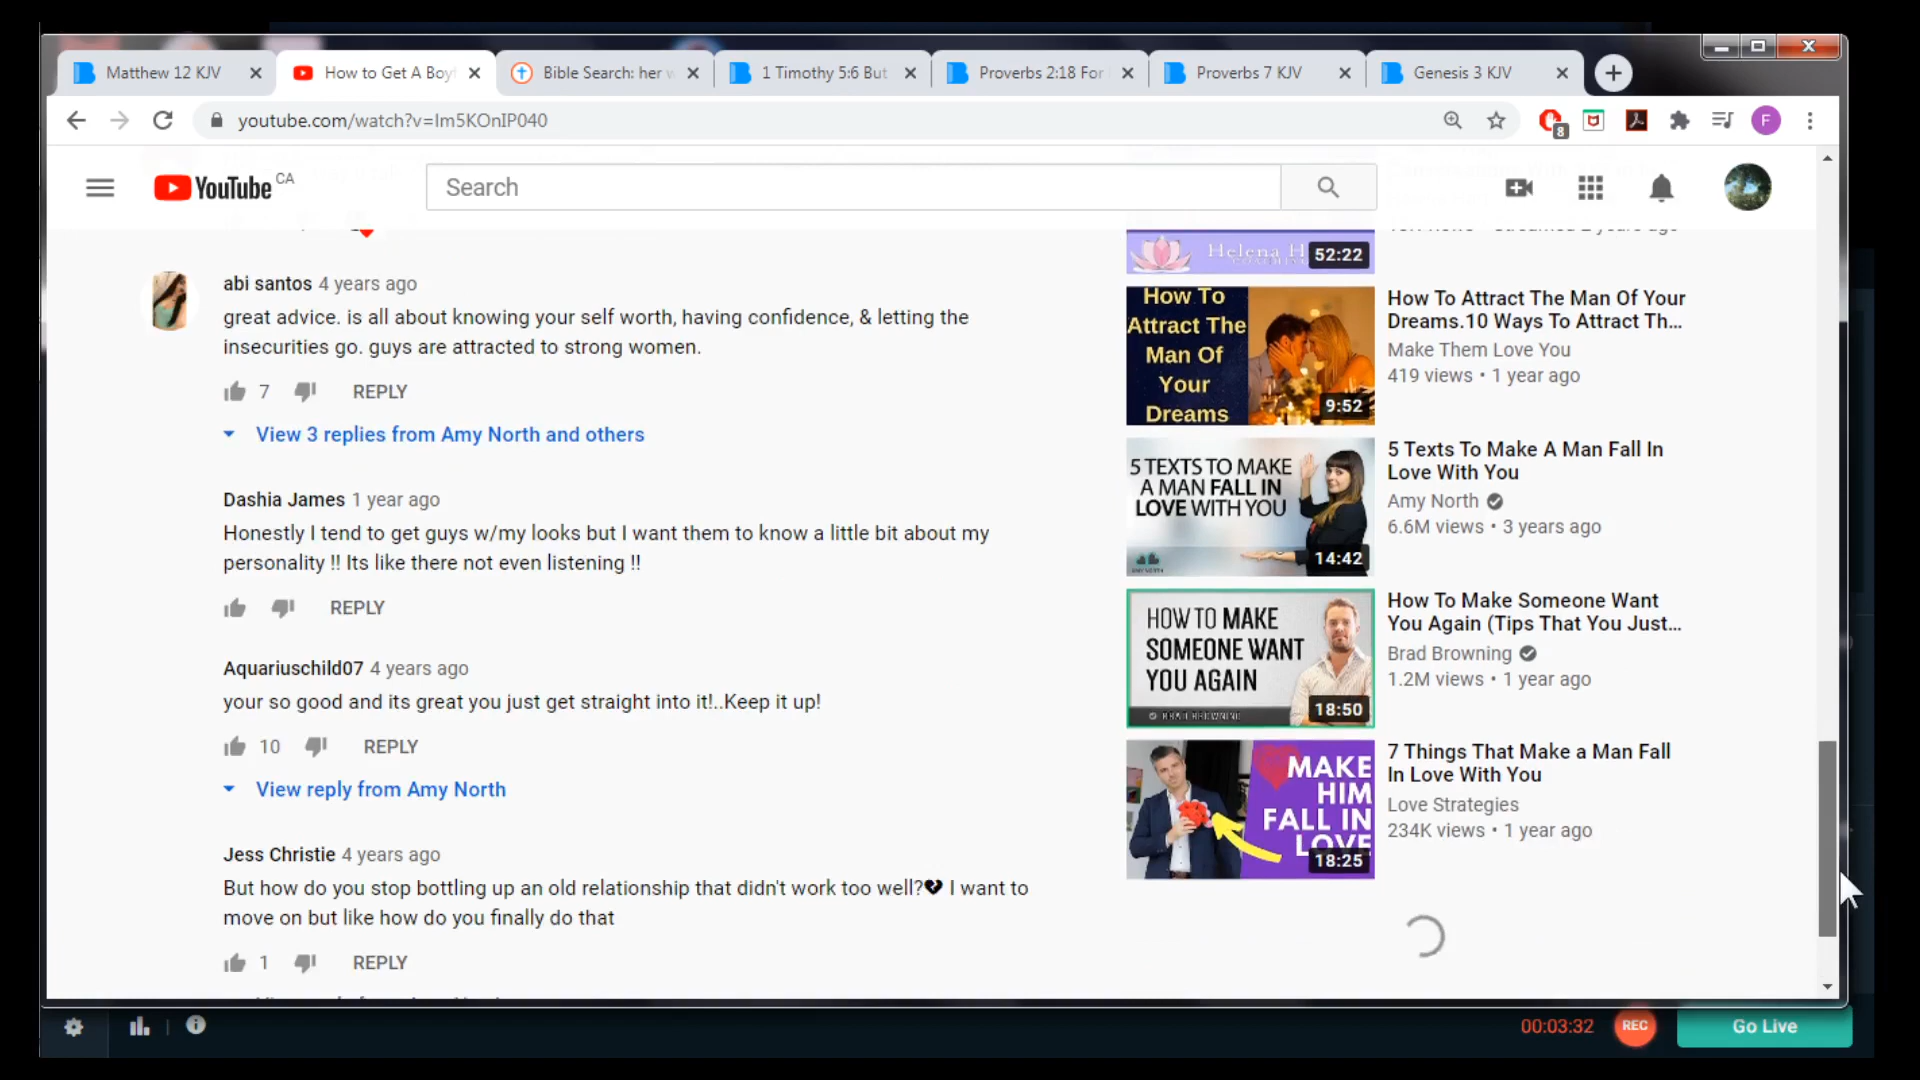 Matthew 12 KJV
How to Get A Boy
Bible Search: her w
1 Timothy 5:6 But
Proverbs 2:18 For
Proverbs 7 KJV
Genesis 3 KJV
youtube.com/watch?v=Im5KOnIP040
8
F
YouTube CA
Search
abi santos 4 years ago
great advice. is all about knowing your self worth, having confidence, & letting the
insecurities go. guys are attracted to strong women.
7 REPLY
View 3 replies from Amy North and others
Dashia James 1 year ago
Honestly I tend to get guys w/my looks but I want them to know a little bit about my
personality !! Its like there not even listening !!
REPLY
Aquariuschild07 4 years ago
your so good and its great you just get straight into it!..Keep it up!
10 REPLY
View reply from Amy North
Jess Christie 4 years ago
But how do you stop bottling up an old relationship that didn't work too well?💔 I want to
move on but like how do you finally do that
1 REPLY
Helena H
52:22
How To
Attract The
Man Of
Your
Dreams
9:52
How To Attract The Man Of Your
Dreams.10 Ways To Attract Th...
Make Them Love You
419 views • 1 year ago
5 TEXTS TO MAKE
A MAN FALL IN
LOVE WITH YOU
14:42
5 Texts To Make A Man Fall In
Love With You
Amy North
6.6M views • 3 years ago
HOW TO MAKE
SOMEONE WANT
YOU AGAIN
BRAD BROWNING
18:50
How To Make Someone Want
You Again (Tips That You Just...
Brad Browning
1.2M views • 1 year ago
MAKE
HIM
FALL IN
LOVE
18:25
7 Things That Make a Man Fall
In Love With You
Love Strategies
234K views • 1 year ago
00:03:32
REC
Go Live